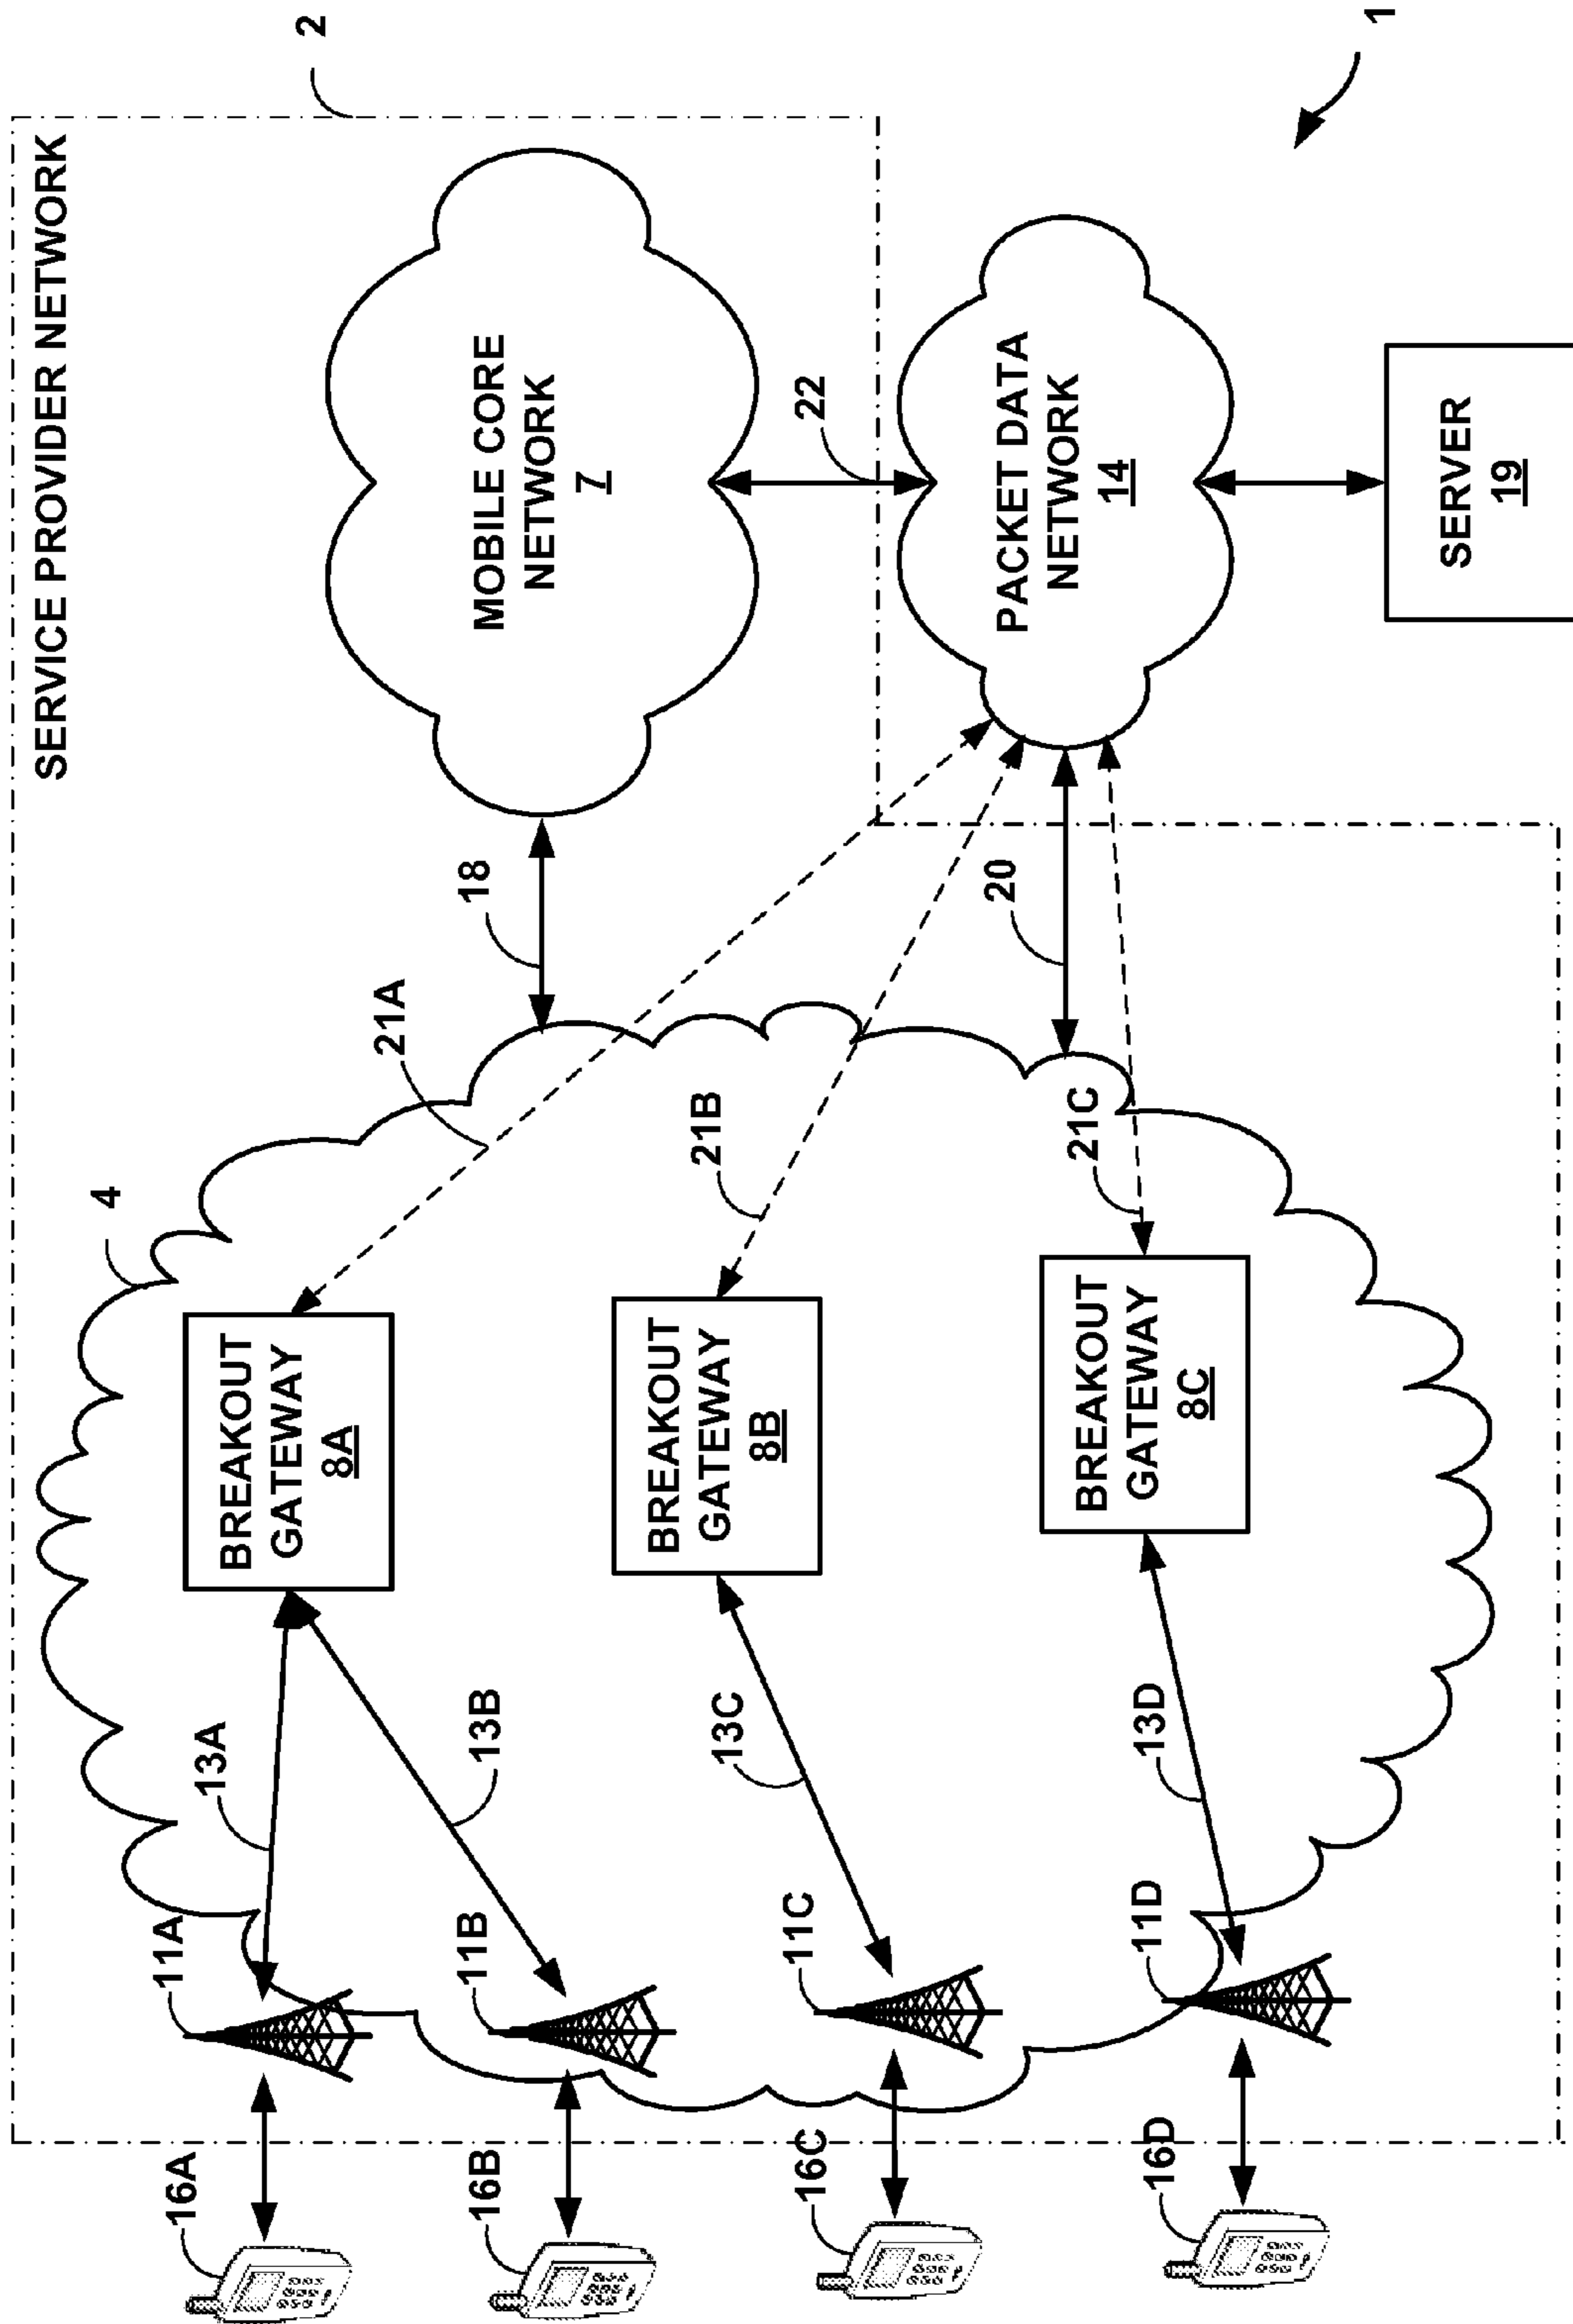 SERVICE PROVIDER NETWORK
2
4
16A
11A
13A
BREAKOUT
GATEWAY
8A
21A
18
MOBILE CORE
NETWORK
7
16B
11B
13B
BREAKOUT
GATEWAY
8B
21B
22
16C
11C
13C
20
PACKET DATA
NETWORK
14
16D
11D
13D
BREAKOUT
GATEWAY
8C
21C
SERVER
19
1